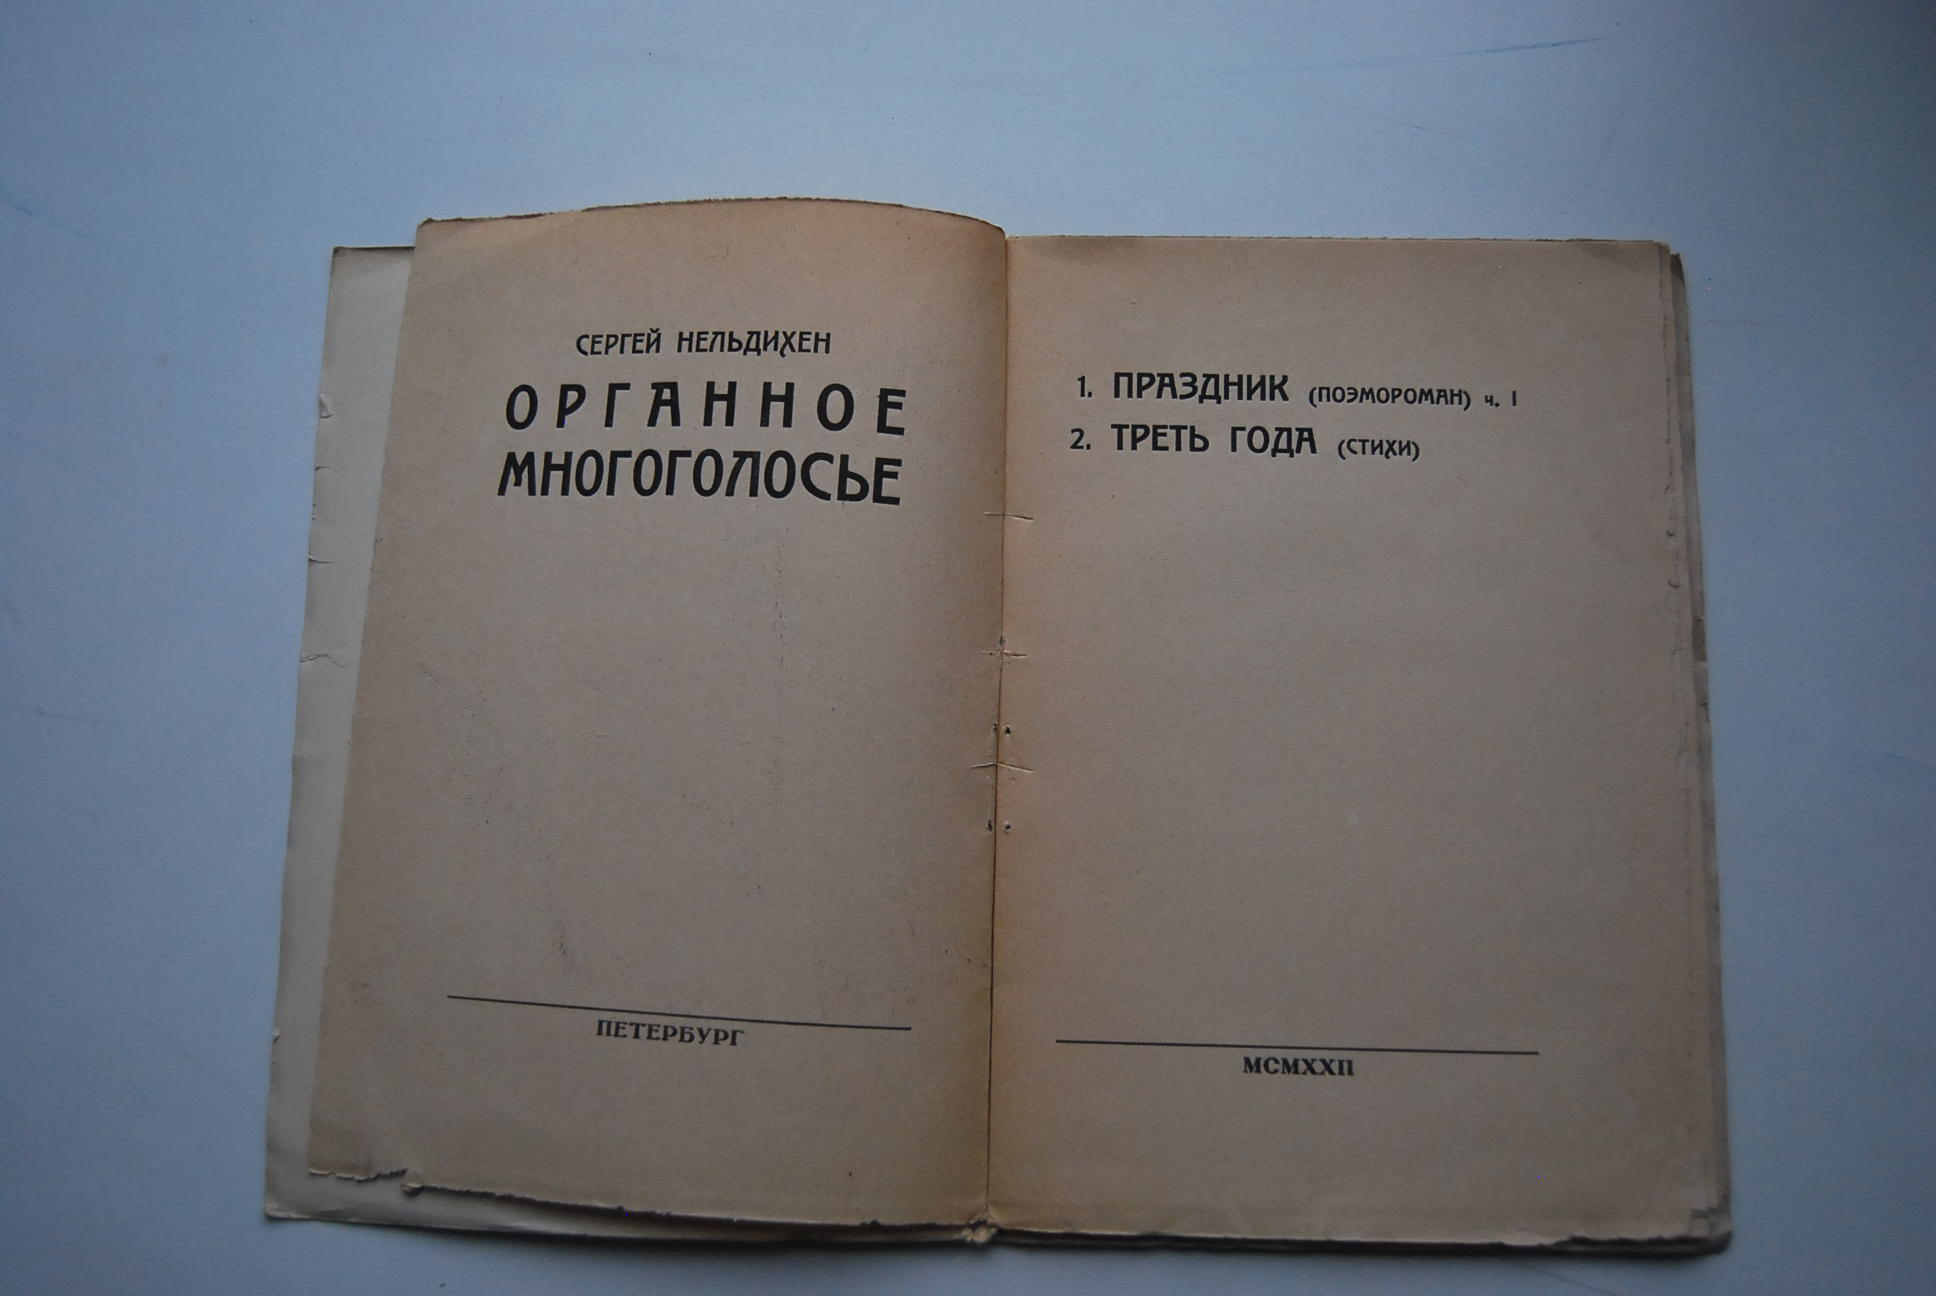 СЕРГЕЙ НЕЛЬДИХЕН
ОРГАННОЕ
МНОГОГОЛОСЬЕ
ПЕТЕРБУРГ
1. ПРАЗДНИК (ПОЭМОРОМАН) ч. I
2. ТРЕТЬ ГОДА (СТИХИ)
MCMXXII